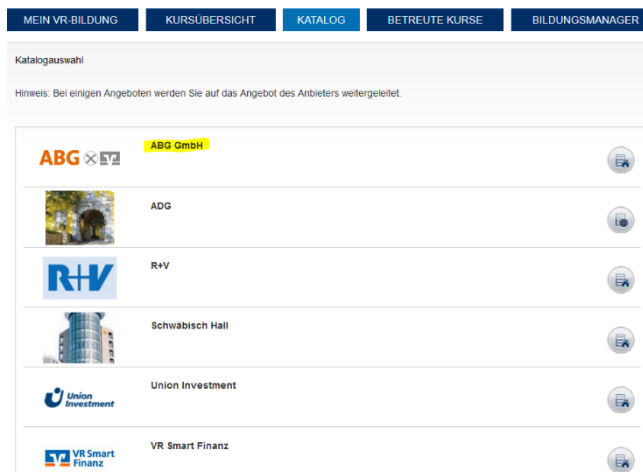 MEIN VR-BILDUNG KURSÜBERSICHT KATALOG BETREUTE KURSE BILDUNGSMANAGER
Katalogauswahl
Hinweis: Bei einigen Angeboten werden Sie auf das Angebot des Anbieters weitergeleitet.
ABG ABG GmbH
ADG
R+V R+V
Schwäbisch Hall
Union Investment Union Investment
VR Smart Finanz VR Smart Finanz